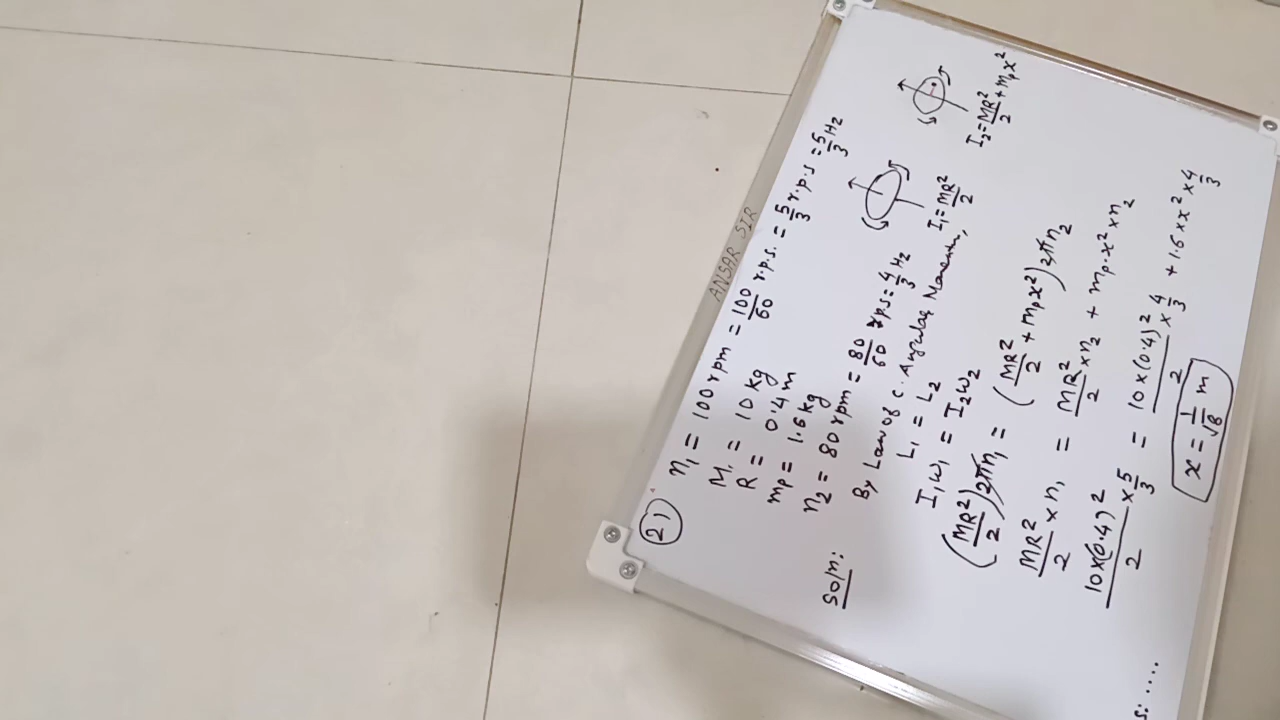 ANSAR SIR
(21) n₁ = 100 rpm = 100/60 r.p.s. = 5/3 r.p.s = 5/3 Hz
M₁ = 10 kg
R = 0.4 m
mp = 1.6 kg
n₂ = 80 rpm = 80/60 rps = 4/3 Hz
I₁ = MR²/2
I₂ = MR²/2 + mpx²
Soln:
By Law of c. Angular Momentum,
L₁ = L₂
I₁ω₁ = I₂ω₂
(MR²/2) 2πn₁ = (MR²/2 + mpx²) 2πn₂
MR²/2 × n₁ = MR²/2 × n₂ + mp·x² × n₂
10×(0.4)²/2 × 5/3 = 10×(0.4)²/2 × 4/3 + 1.6 × x² × 4/3
x = 1/√8 m
s: .....